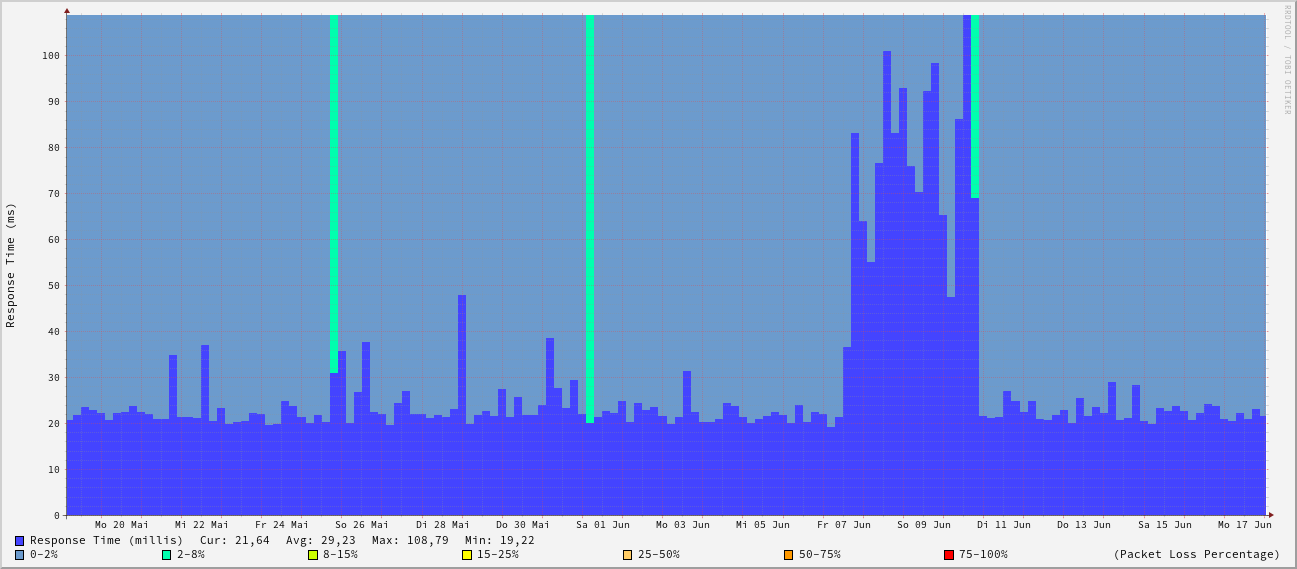 RRDTOOL / TOBI OETIKER
Response Time (ms)
100
90
80
70
60
50
40
30
20
10
0
Mo 20 Mai Mi 22 Mai Fr 24 Mai So 26 Mai Di 28 Mai Do 30 Mai Sa 01 Jun Mo 03 Jun Mi 05 Jun Fr 07 Jun So 09 Jun Di 11 Jun Do 13 Jun Sa 15 Jun Mo 17 Jun
Response Time (millis) Cur: 21,64 Avg: 29,23 Max: 108,79 Min: 19,22
0-2% 2-8% 8-15% 15-25% 25-50% 50-75% 75-100% (Packet Loss Percentage)